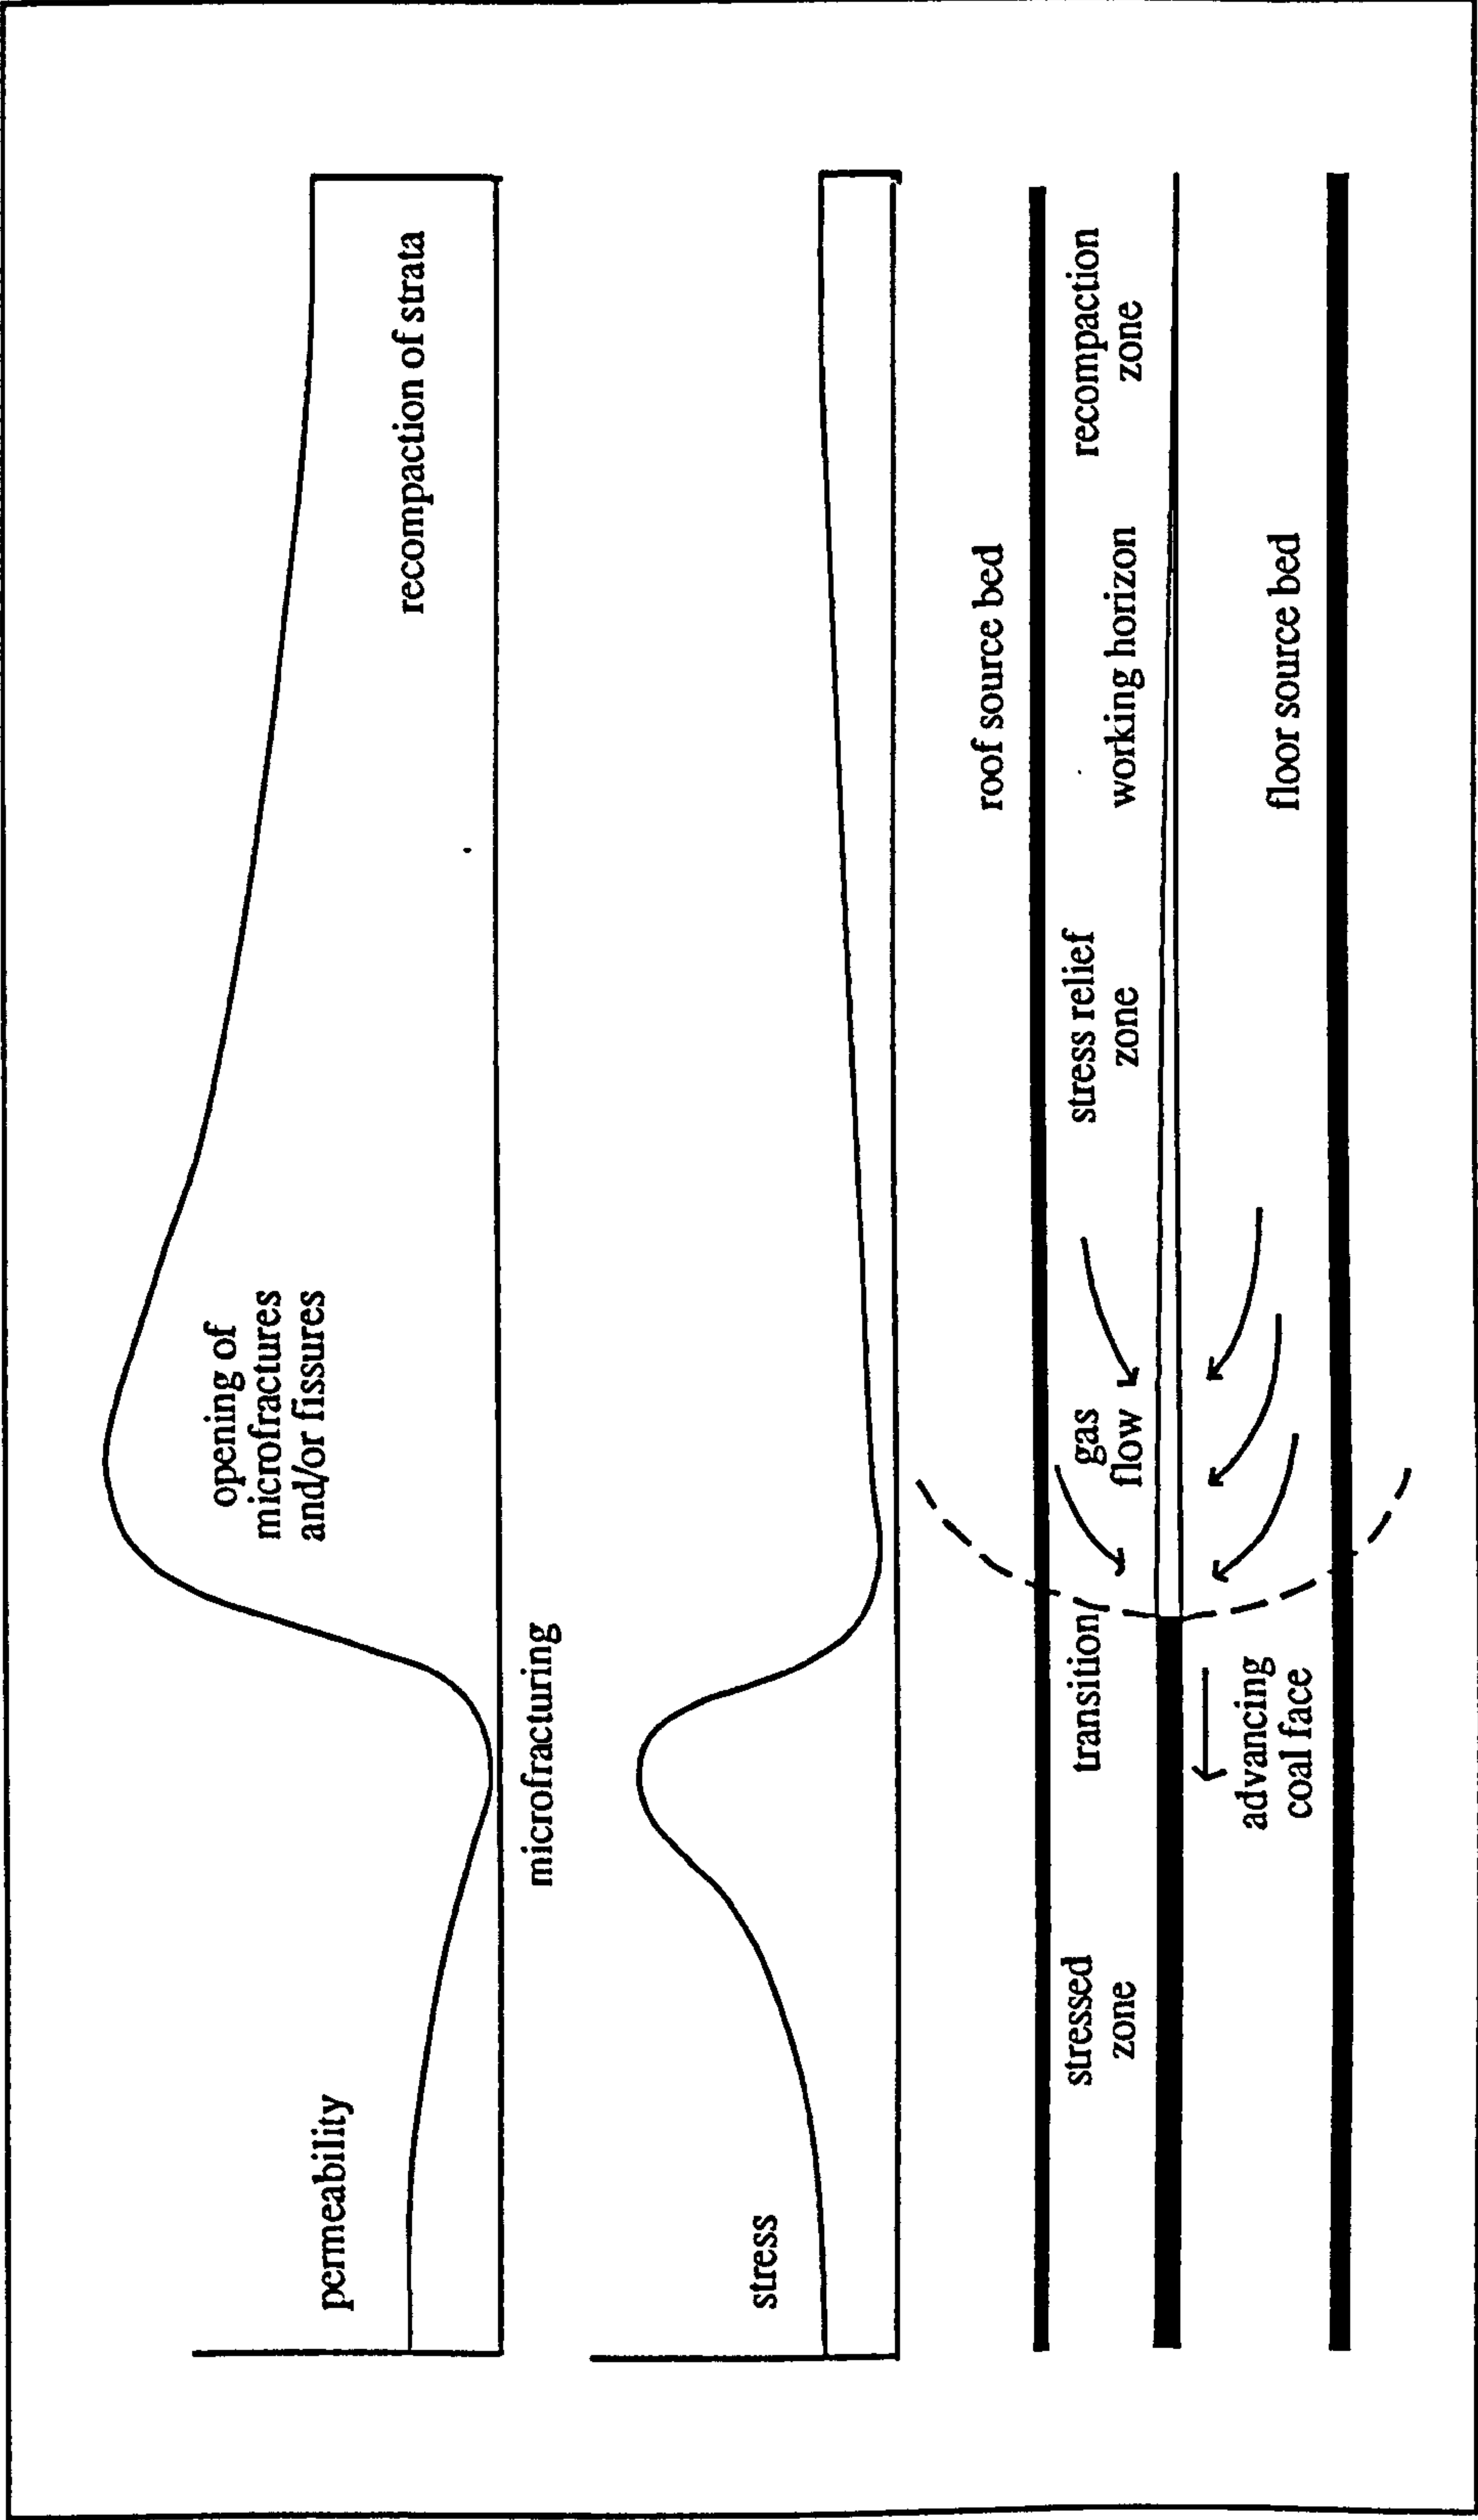 permeability
opening of
microfractures
and/or fissures
recompaction of strata
microfracturing
stress
roof source bed
stressed
zone
transition
gas
flow
stress relief
zone
working horizon
recompaction
zone
advancing
coal face
floor source bed